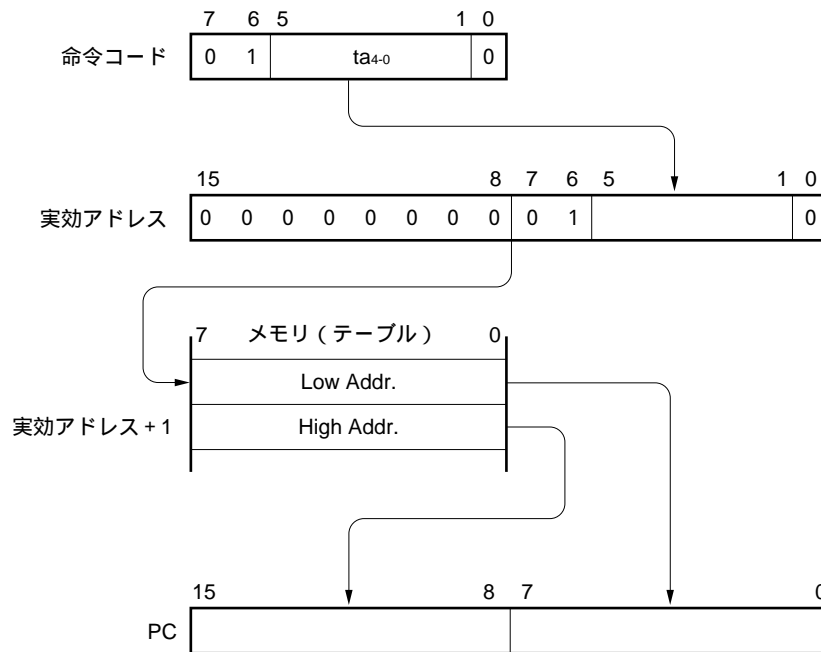 7 6 5 1 0
命令コード 0 1 ta4-0 0
15 8 7 6 5 1 0
実効アドレス 0 0 0 0 0 0 0 0 0 1 0
7 メモリ（テーブル） 0
Low Addr.
実効アドレス+1 High Addr.
15 8 7 0
PC